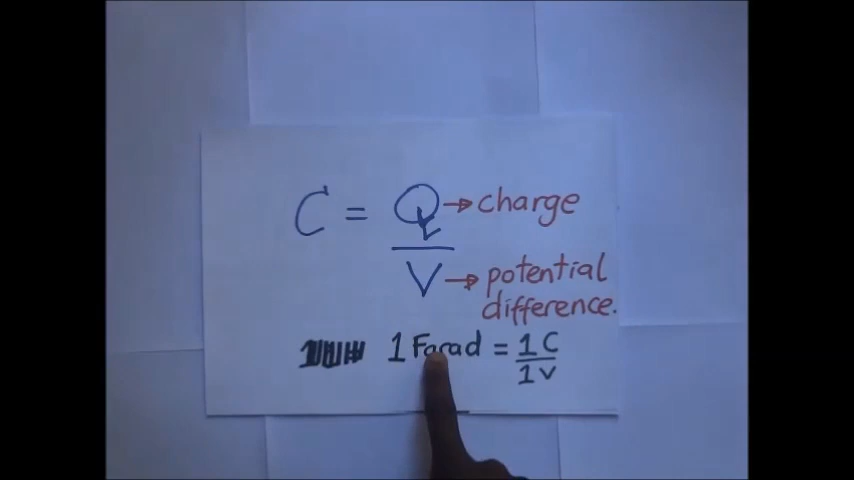 C = Q → charge
V → potential
difference.
1 Farad = 1 C
1 V